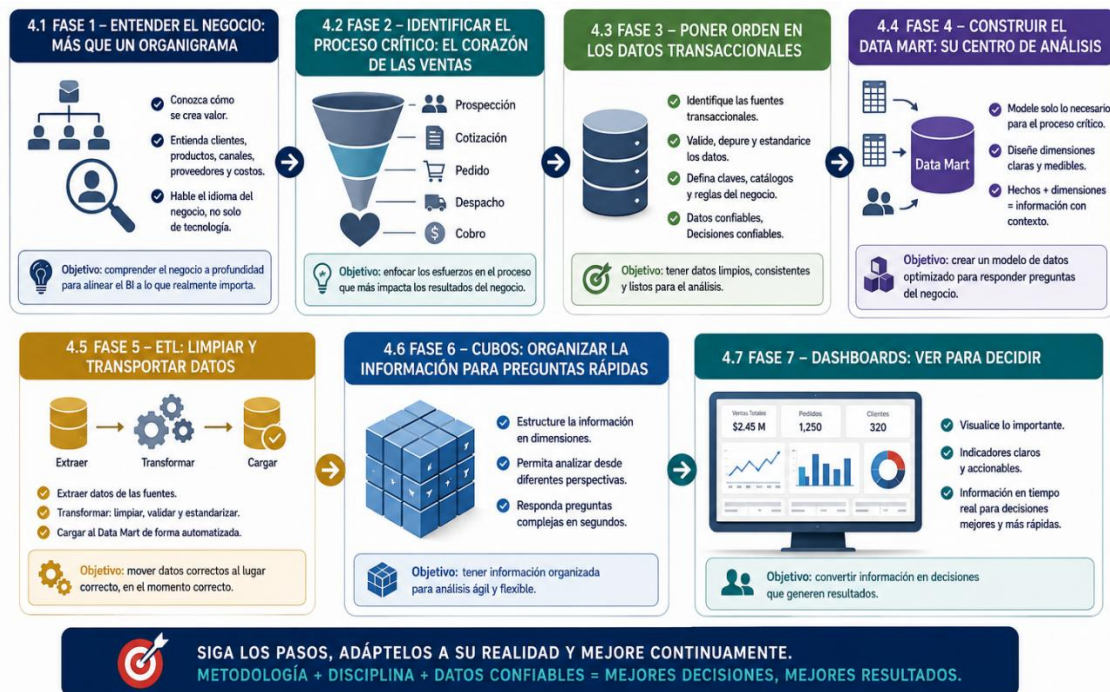 4.1 FASE 1 – ENTENDER EL NEGOCIO:
MÁS QUE UN ORGANIGRAMA
Conozca cómo
se crea valor.
Entienda clientes,
productos, canales,
proveedores y costos.
Hable el idioma del
negocio, no solo
de tecnología.
Objetivo: comprender el negocio a profundidad
para alinear el BI a lo que realmente importa.
4.2 FASE 2 – IDENTIFICAR EL
PROCESO CRÍTICO: EL CORAZÓN
DE LAS VENTAS
Prospección
Cotización
Pedido
Despacho
$
Cobro
Objetivo: enfocar los esfuerzos en el proceso
que más impacta los resultados del negocio.
4.3 FASE 3 – PONER ORDEN EN
LOS DATOS TRANSACCIONALES
Identifique las fuentes
transaccionales.
Valide, depure y estandarice
los datos.
Defina claves, catálogos
y reglas del negocio.
Datos confiables,
Decisiones confiables.
Objetivo: tener datos limpios, consistentes
y listos para el análisis.
4.4 FASE 4 – CONSTRUIR EL
DATA MART: SU CENTRO DE ANÁLISIS
Data Mart
Modele solo lo necesario
para el proceso crítico.
Diseñe dimensiones
claras y medibles.
Hechos + dimensiones
= información con
contexto.
Objetivo: crear un modelo de datos
optimizado para responder preguntas
del negocio.
4.5 FASE 5 – ETL: LIMPIAR Y
TRANSPORTAR DATOS
Extraer Transformar Cargar
Extraer datos de las fuentes.
Transformar: limpiar, validar y estandarizar.
Cargar al Data Mart de forma automatizada.
Objetivo: mover datos correctos al lugar
correcto, en el momento correcto.
4.6 FASE 6 – CUBOS: ORGANIZAR LA
INFORMACIÓN PARA PREGUNTAS RÁPIDAS
Estructure la información
en dimensiones.
Permita analizar desde
diferentes perspectivas.
Responda preguntas
complejas en segundos.
Objetivo: tener información organizada
para análisis ágil y flexible.
4.7 FASE 7 – DASHBOARDS: VER PARA DECIDIR
Ventas Totales Pedidos Clientes
$2.45 M 1,250 320
Visualice lo importante.
Indicadores claros
y accionables.
Información en tiempo
real para decisiones
mejores y más rápidas.
Objetivo: convertir información en decisiones
que generen resultados.
SIGA LOS PASOS, ADÁPTELOS A SU REALIDAD Y MEJORE CONTINUAMENTE.
METODOLOGÍA + DISCIPLINA + DATOS CONFIABLES = MEJORES DECISIONES, MEJORES RESULTADOS.